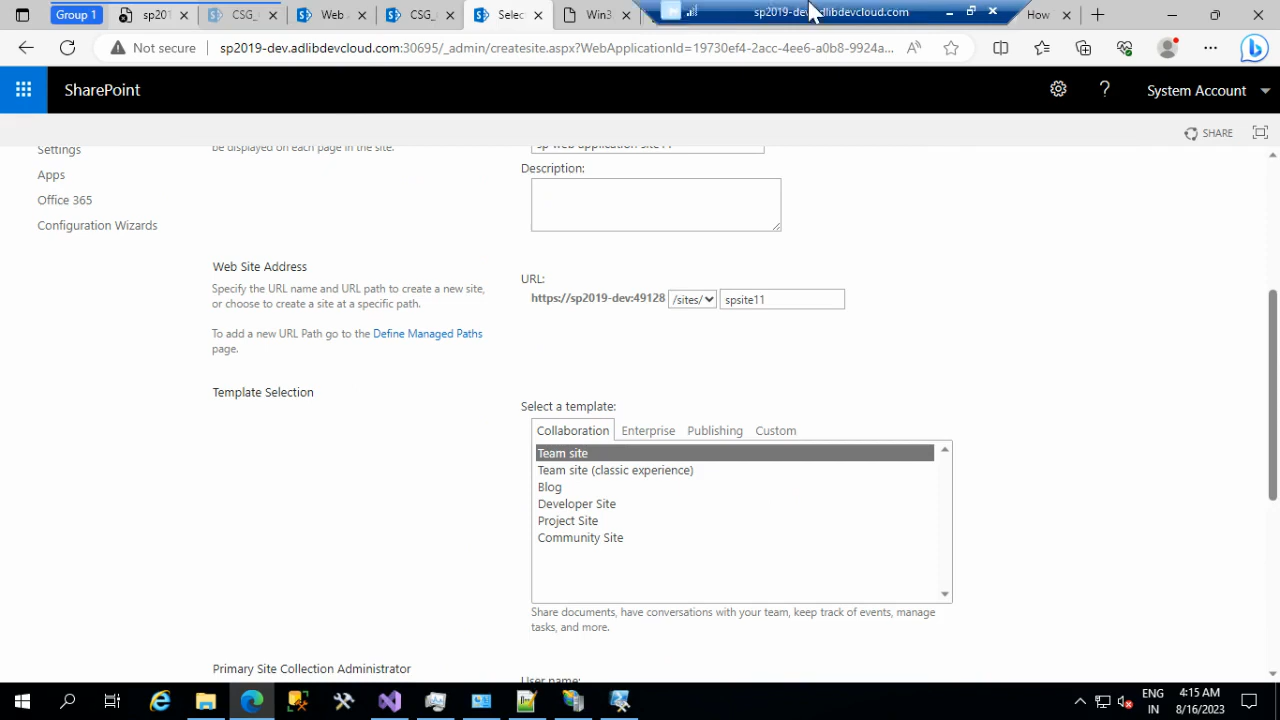 Group 1
sp201
CSG_
Web
CSG_
Selec
Win3
sp2019-dev.adlibdevcloud.com
How
Not secure
sp2019-dev.adlibdevcloud.com:30695/_admin/createsite.aspx?WebApplicationId=19730ef4-2acc-4ee6-a0b8-9924a...
SharePoint
System Account
SHARE
Settings
Apps
Office 365
Configuration Wizards
be displayed on each page in the site.
sp web application site11
Description:
Web Site Address
Specify the URL name and URL path to create a new site,
or choose to create a site at a specific path.
To add a new URL Path go to the Define Managed Paths
page.
URL:
https://sp2019-dev:49128 /sites/ spsite11
Template Selection
Select a template:
Collaboration Enterprise Publishing Custom
Team site
Team site (classic experience)
Blog
Developer Site
Project Site
Community Site
Share documents, have conversations with your team, keep track of events, manage
tasks, and more.
Primary Site Collection Administrator
User name:
ENG
IN
4:15 AM
8/16/2023